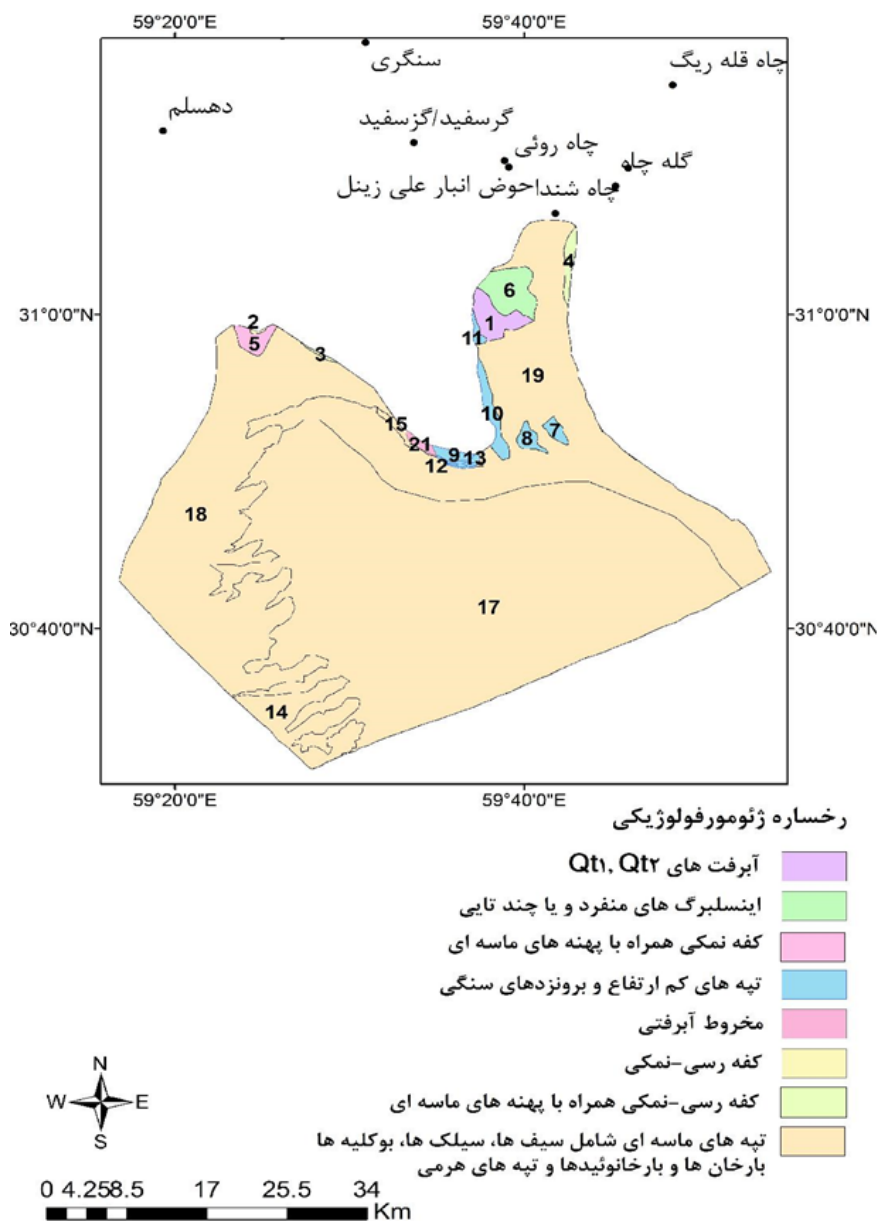 59°20'0"E
59°40'0"E
سنگری
چاه قله ریگ
دهسلم
گرسفید/گزسفید
چاه روئی
گله چاه
حوض انبار علی زینل
چاه شندا
4
6
31°0'0"N
31°0'0"N
2
1
5
11
3
19
10
15
7
8
21
9
13
12
18
17
30°40'0"N
30°40'0"N
14
59°20'0"E
59°40'0"E
رخساره ژئومورفولوژیکی
آبرفت های Qt۱, Qt۲
اینسلبرگ های منفرد و یا چند تایی
کفه نمکی همراه با پهنه های ماسه ای
تپه های کم ارتفاع و برونزدهای سنگی
مخروط آبرفتی
کفه رسی-نمکی
کفه رسی-نمکی همراه با پهنه های ماسه ای
تپه های ماسه ای شامل سیف ها، سیلک ها، بوکلیه ها
بارخان ها و بارخانوئیدها و تپه های هرمی
N
W
E
S
0 4.25 8.5 17 25.5 34
Km